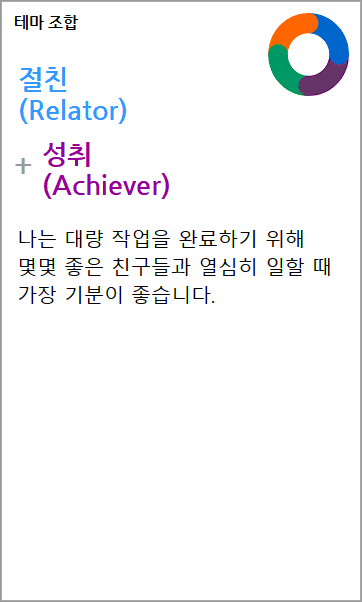 테마 조합
절친
(Relator)
+ 성취
(Achiever)
나는 대량 작업을 완료하기 위해
몇몇 좋은 친구들과 열심히 일할 때
가장 기분이 좋습니다.